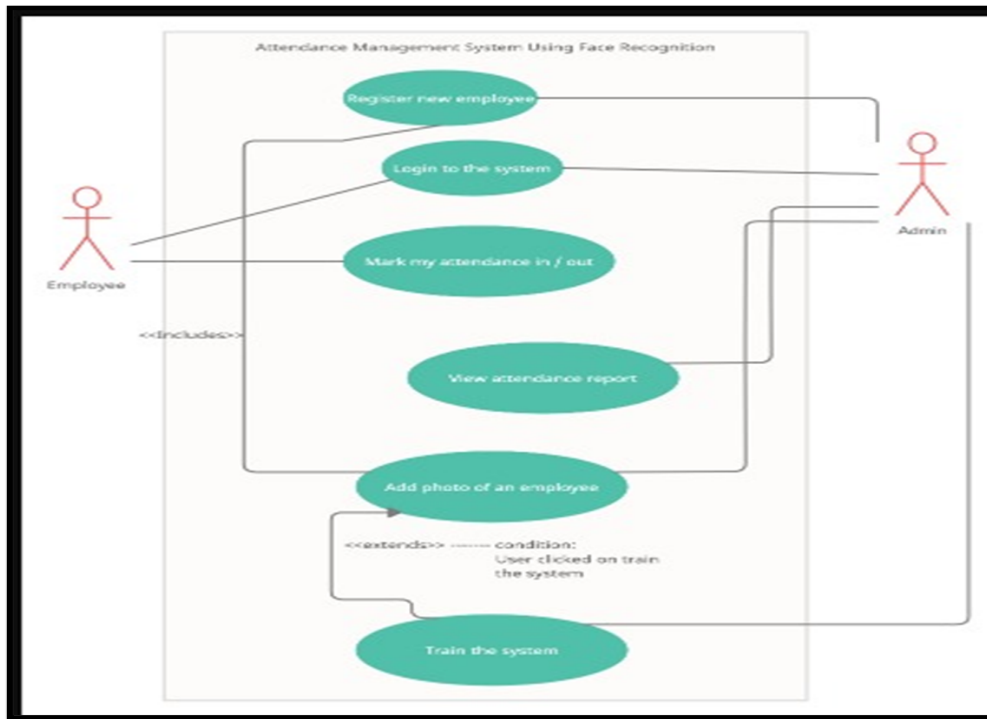 Attendance Management System Using Face Recognition
Register new employee
Login to the system
Admin
Mark my attendance in / out
Employee
<<Includes>>
View attendance report
Add photo of an employee
<<extends>> ------- condition:
User clicked on train
the system
Train the system